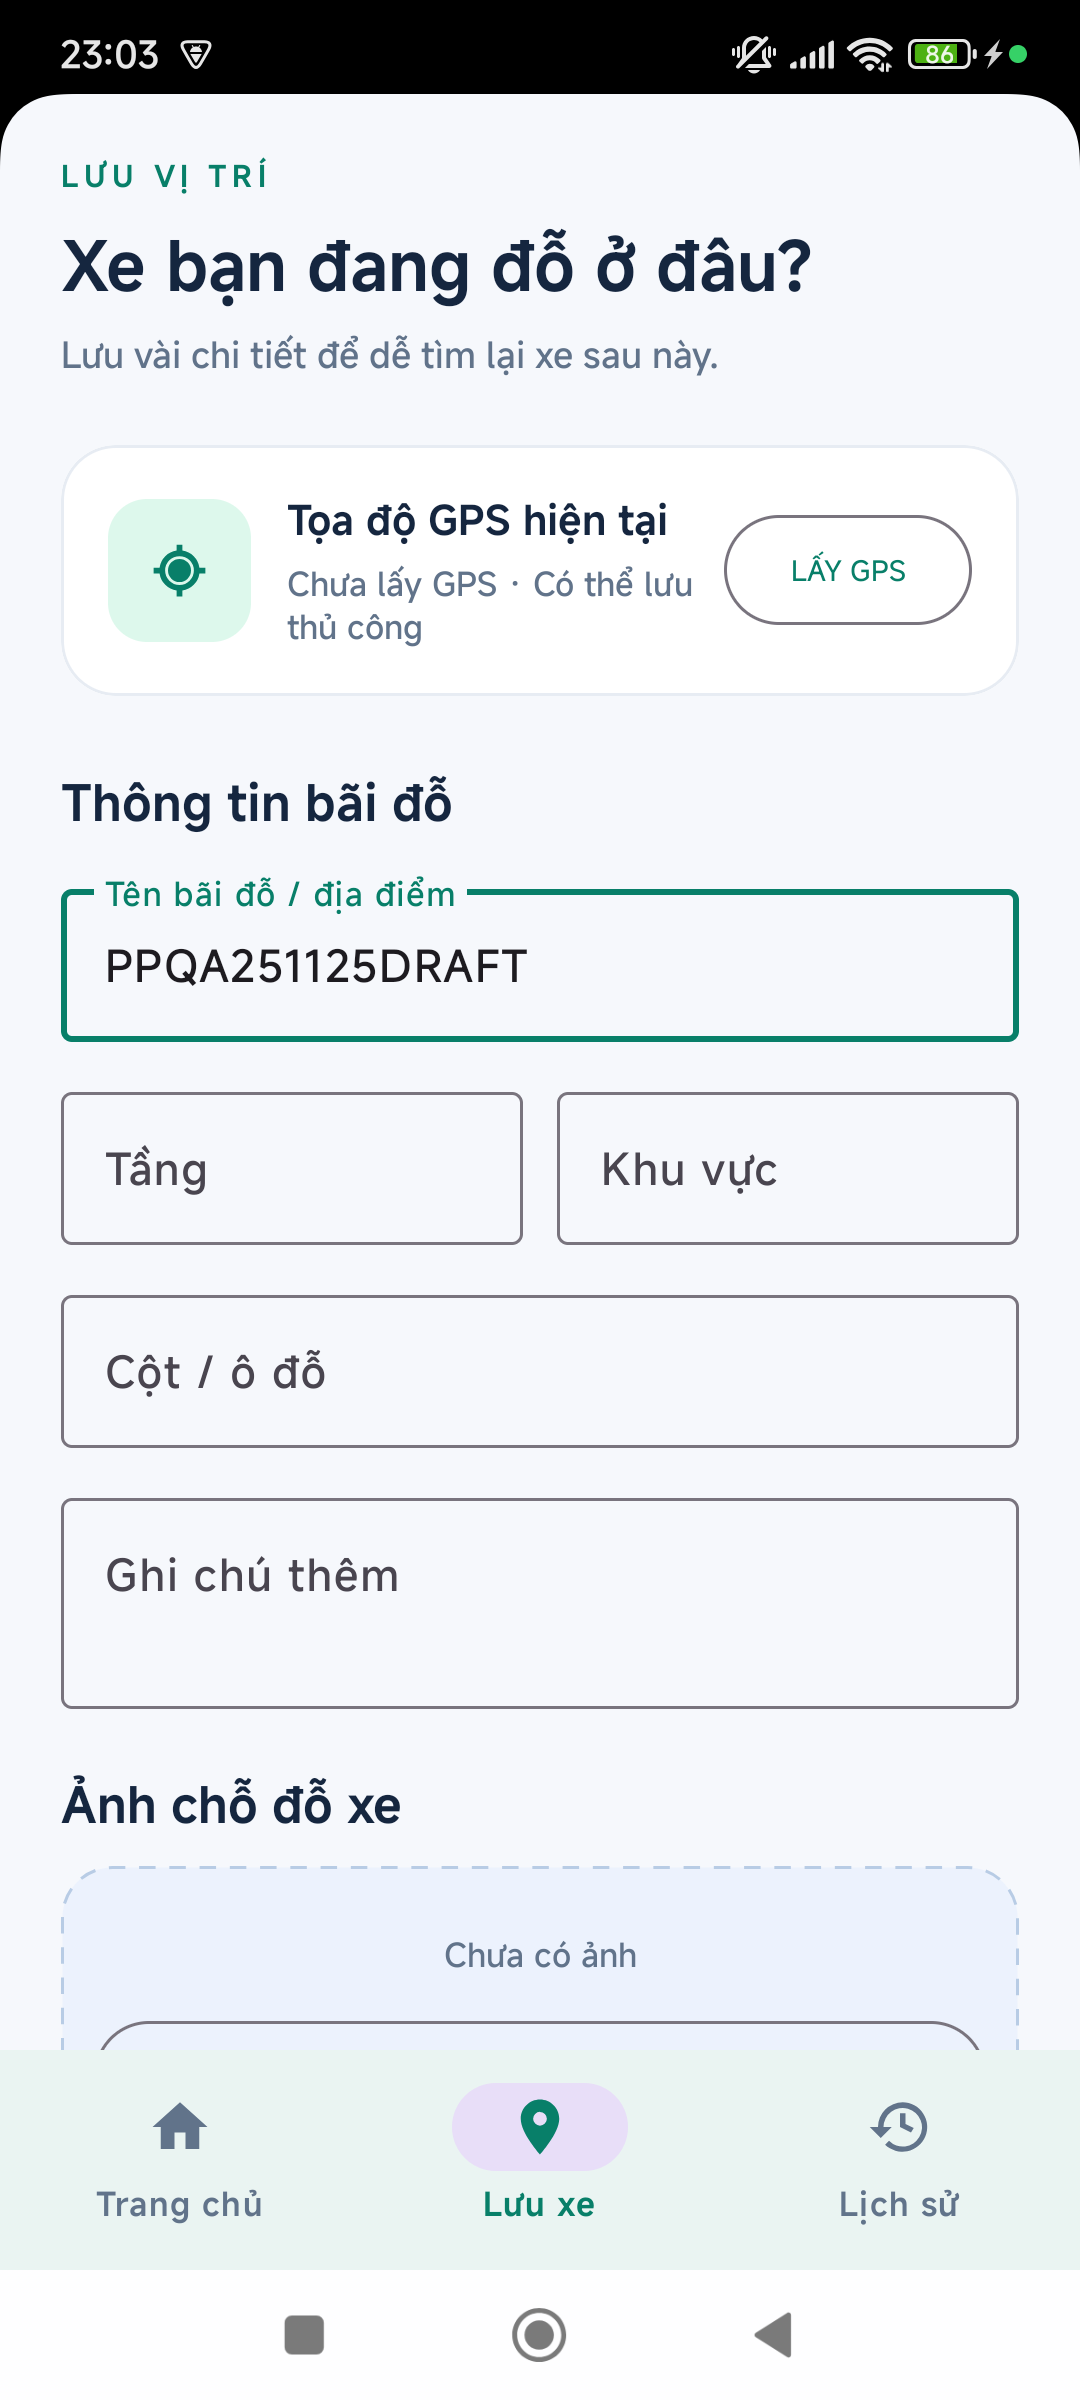 23:03
86
LƯU VỊ TRÍ
Xe bạn đang đỗ ở đâu?
Lưu vài chi tiết để dễ tìm lại xe sau này.
Tọa độ GPS hiện tại
Chưa lấy GPS · Có thể lưu
thủ công
LẤY GPS
Thông tin bãi đỗ
Tên bãi đỗ / địa điểm
PPQA251125DRAFT
Tầng
Khu vực
Cột / ô đỗ
Ghi chú thêm
Ảnh chỗ đỗ xe
Chưa có ảnh
Trang chủ
Lưu xe
Lịch sử